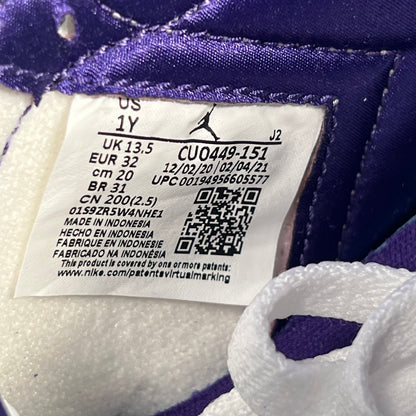 US
1Y
J2
UK 13.5
EUR 32
cm 20
BR 31
CN 200(2.5)
CU0449-151
12/02/20 02/04/21
UPC 00194956605577
01S9ZR5W4NHE1
MADE IN INDONESIA
HECHO EN INDONESIA
FABRIQUE EN INDONESIE
FABRICADO NA INDONÉSIA
This product is covered by one or more patents:
www.nike.com/patentsvirtualmarking